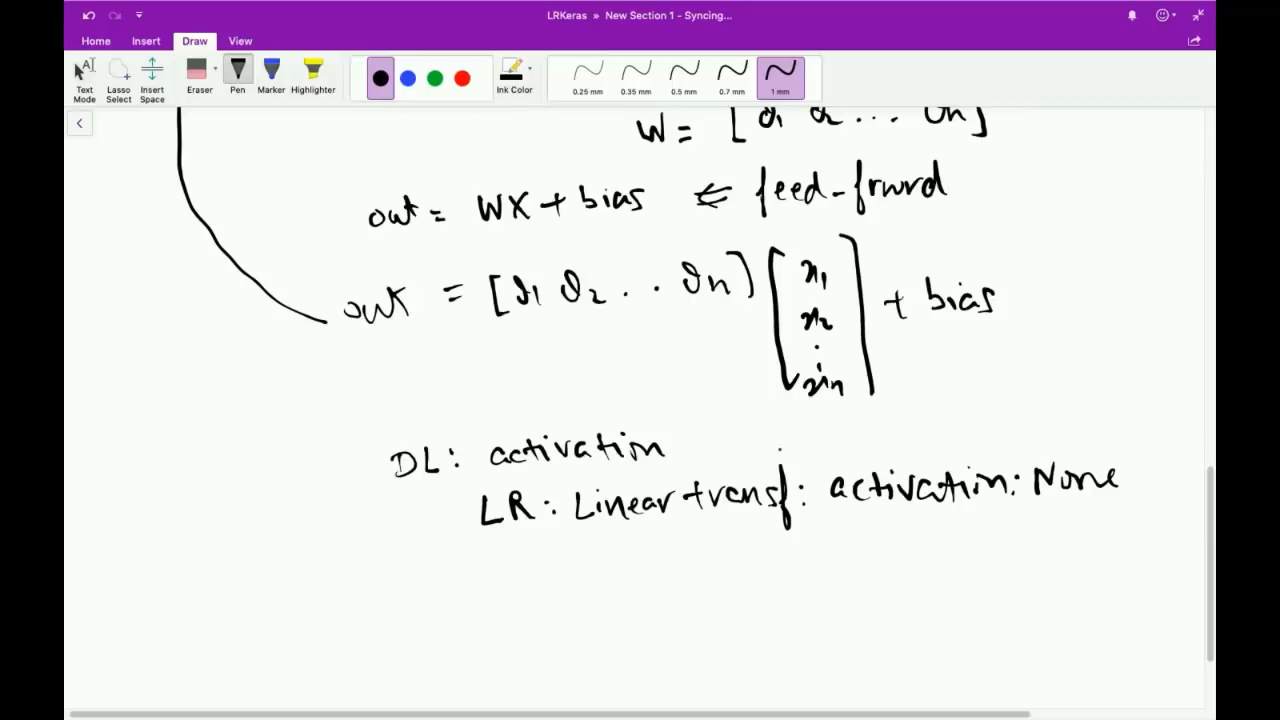 LRKeras » New Section 1 - Syncing...
Home Insert Draw View
Text Mode
Lasso Select
Insert Space
Eraser
Pen
Marker
Highlighter
Ink Color
0.25 mm
0.35 mm
0.5 mm
0.7 mm
1 mm
W = [θ1 θ2 ... θn]
out = WX + bias ⇐ feed-frwrd
out = [θ1 θ2 . . θn] [x1 x2 . . xn] + bias
DL: activation
LR: Linear transf: activation: None